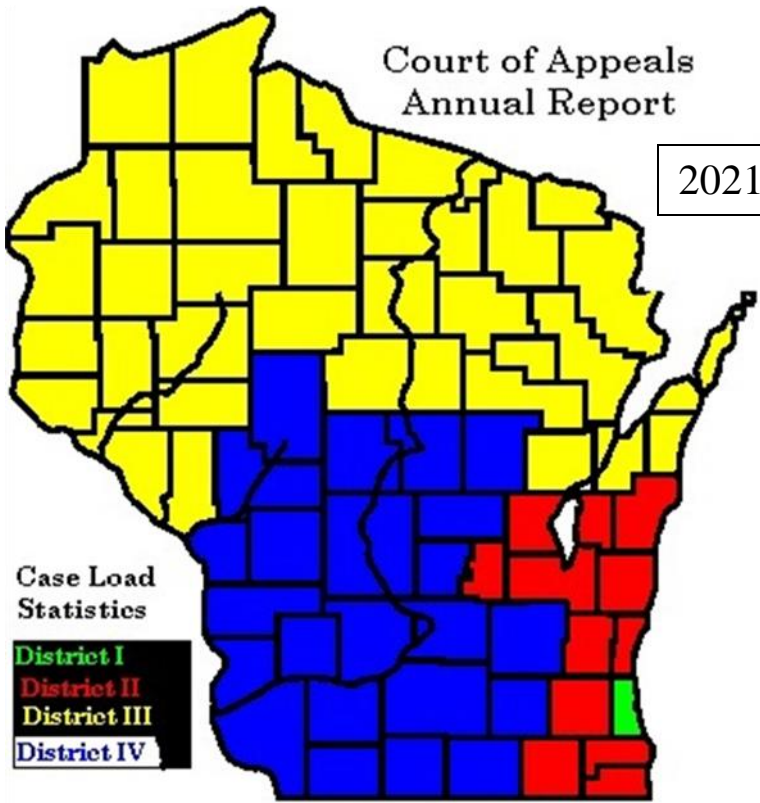 Court of Appeals
Annual Report
2021
Case Load
Statistics
District I
District II
District III
District IV